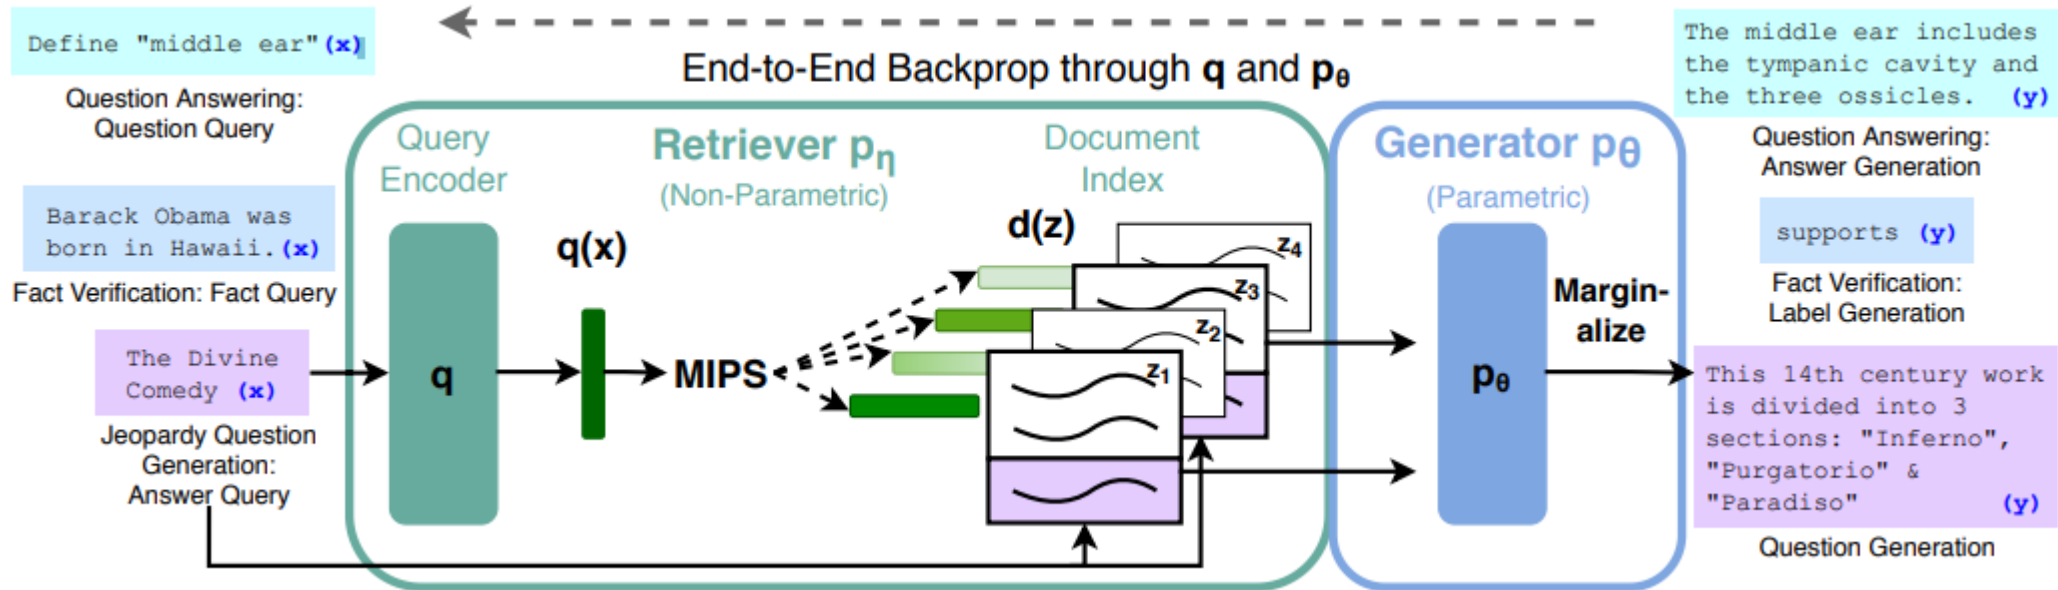 Define "middle ear" (x)
Question Answering:
Question Query
Barack Obama was
born in Hawaii. (x)
Fact Verification: Fact Query
The Divine
Comedy (x)
Jeopardy Question
Generation:
Answer Query
End-to-End Backprop through q and pθ
Query
Encoder
Retriever pη
(Non-Parametric)
Document
Index
q
q(x)
MIPS
d(z)
z4
z3
z2
z1
Generator pθ
(Parametric)
pθ
Margin-
alize
The middle ear includes
the tympanic cavity and
the three ossicles. (y)
Question Answering:
Answer Generation
supports (y)
Fact Verification:
Label Generation
This 14th century work
is divided into 3
sections: "Inferno",
"Purgatorio" &
"Paradiso" (y)
Question Generation